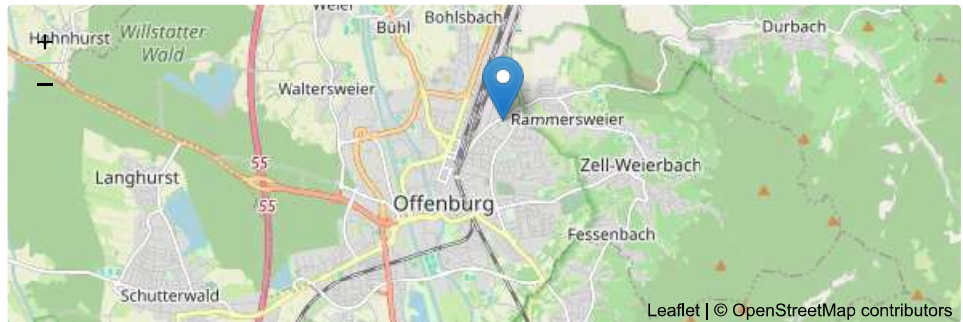 Weier
Bohlsbach
Bühl
Durbach
Hohnhurst
Willstätter
Wald
+
−
Waltersweier
Rammersweier
55
Zell-Weierbach
Langhurst
55
Offenburg
Fessenbach
Schutterwald
Leaflet | © OpenStreetMap contributors